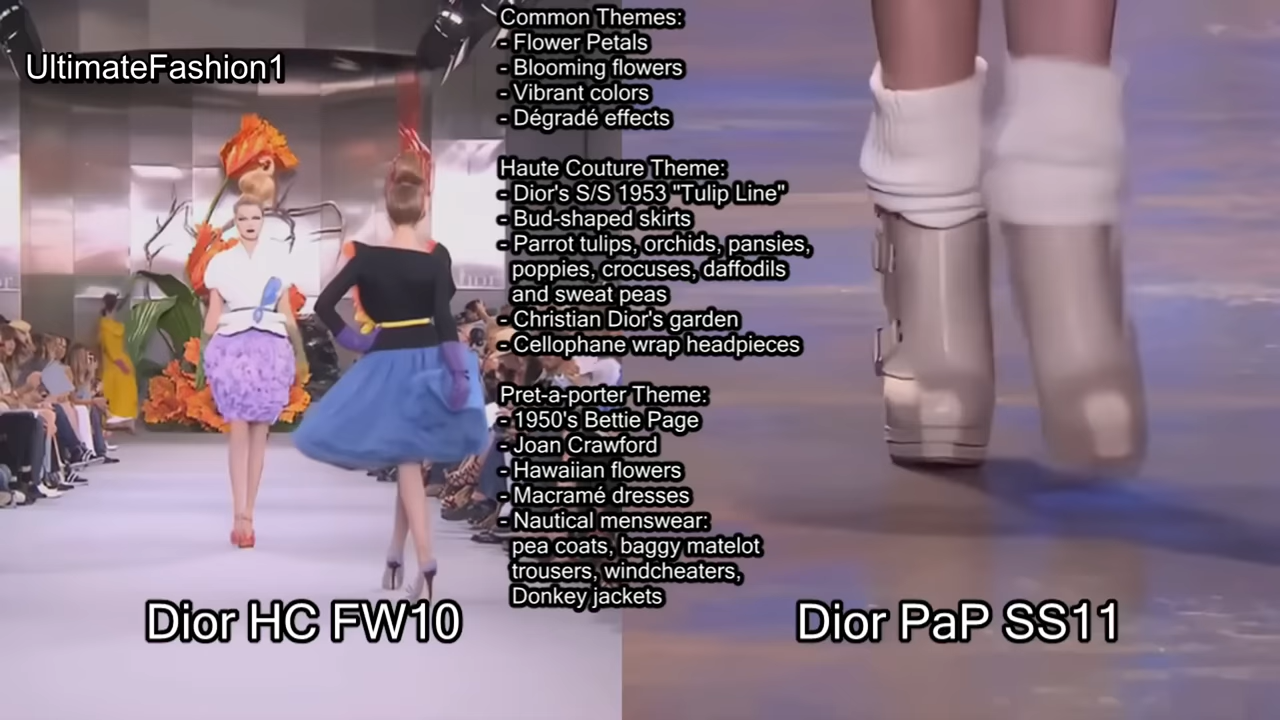 UltimateFashion1
Common Themes:
- Flower Petals
- Blooming flowers
- Vibrant colors
- Dégradé effects
Haute Couture Theme:
- Dior's S/S 1953 "Tulip Line"
- Bud-shaped skirts
- Parrot tulips, orchids, pansies,
poppies, crocuses, daffodils
and sweat peas
- Christian Dior's garden
- Cellophane wrap headpieces
Pret-a-porter Theme:
- 1950's Bettie Page
- Joan Crawford
- Hawaiian flowers
- Macramé dresses
- Nautical menswear:
pea coats, baggy matelot
trousers, windcheaters,
Donkey jackets
Dior HC FW10
Dior PaP SS11